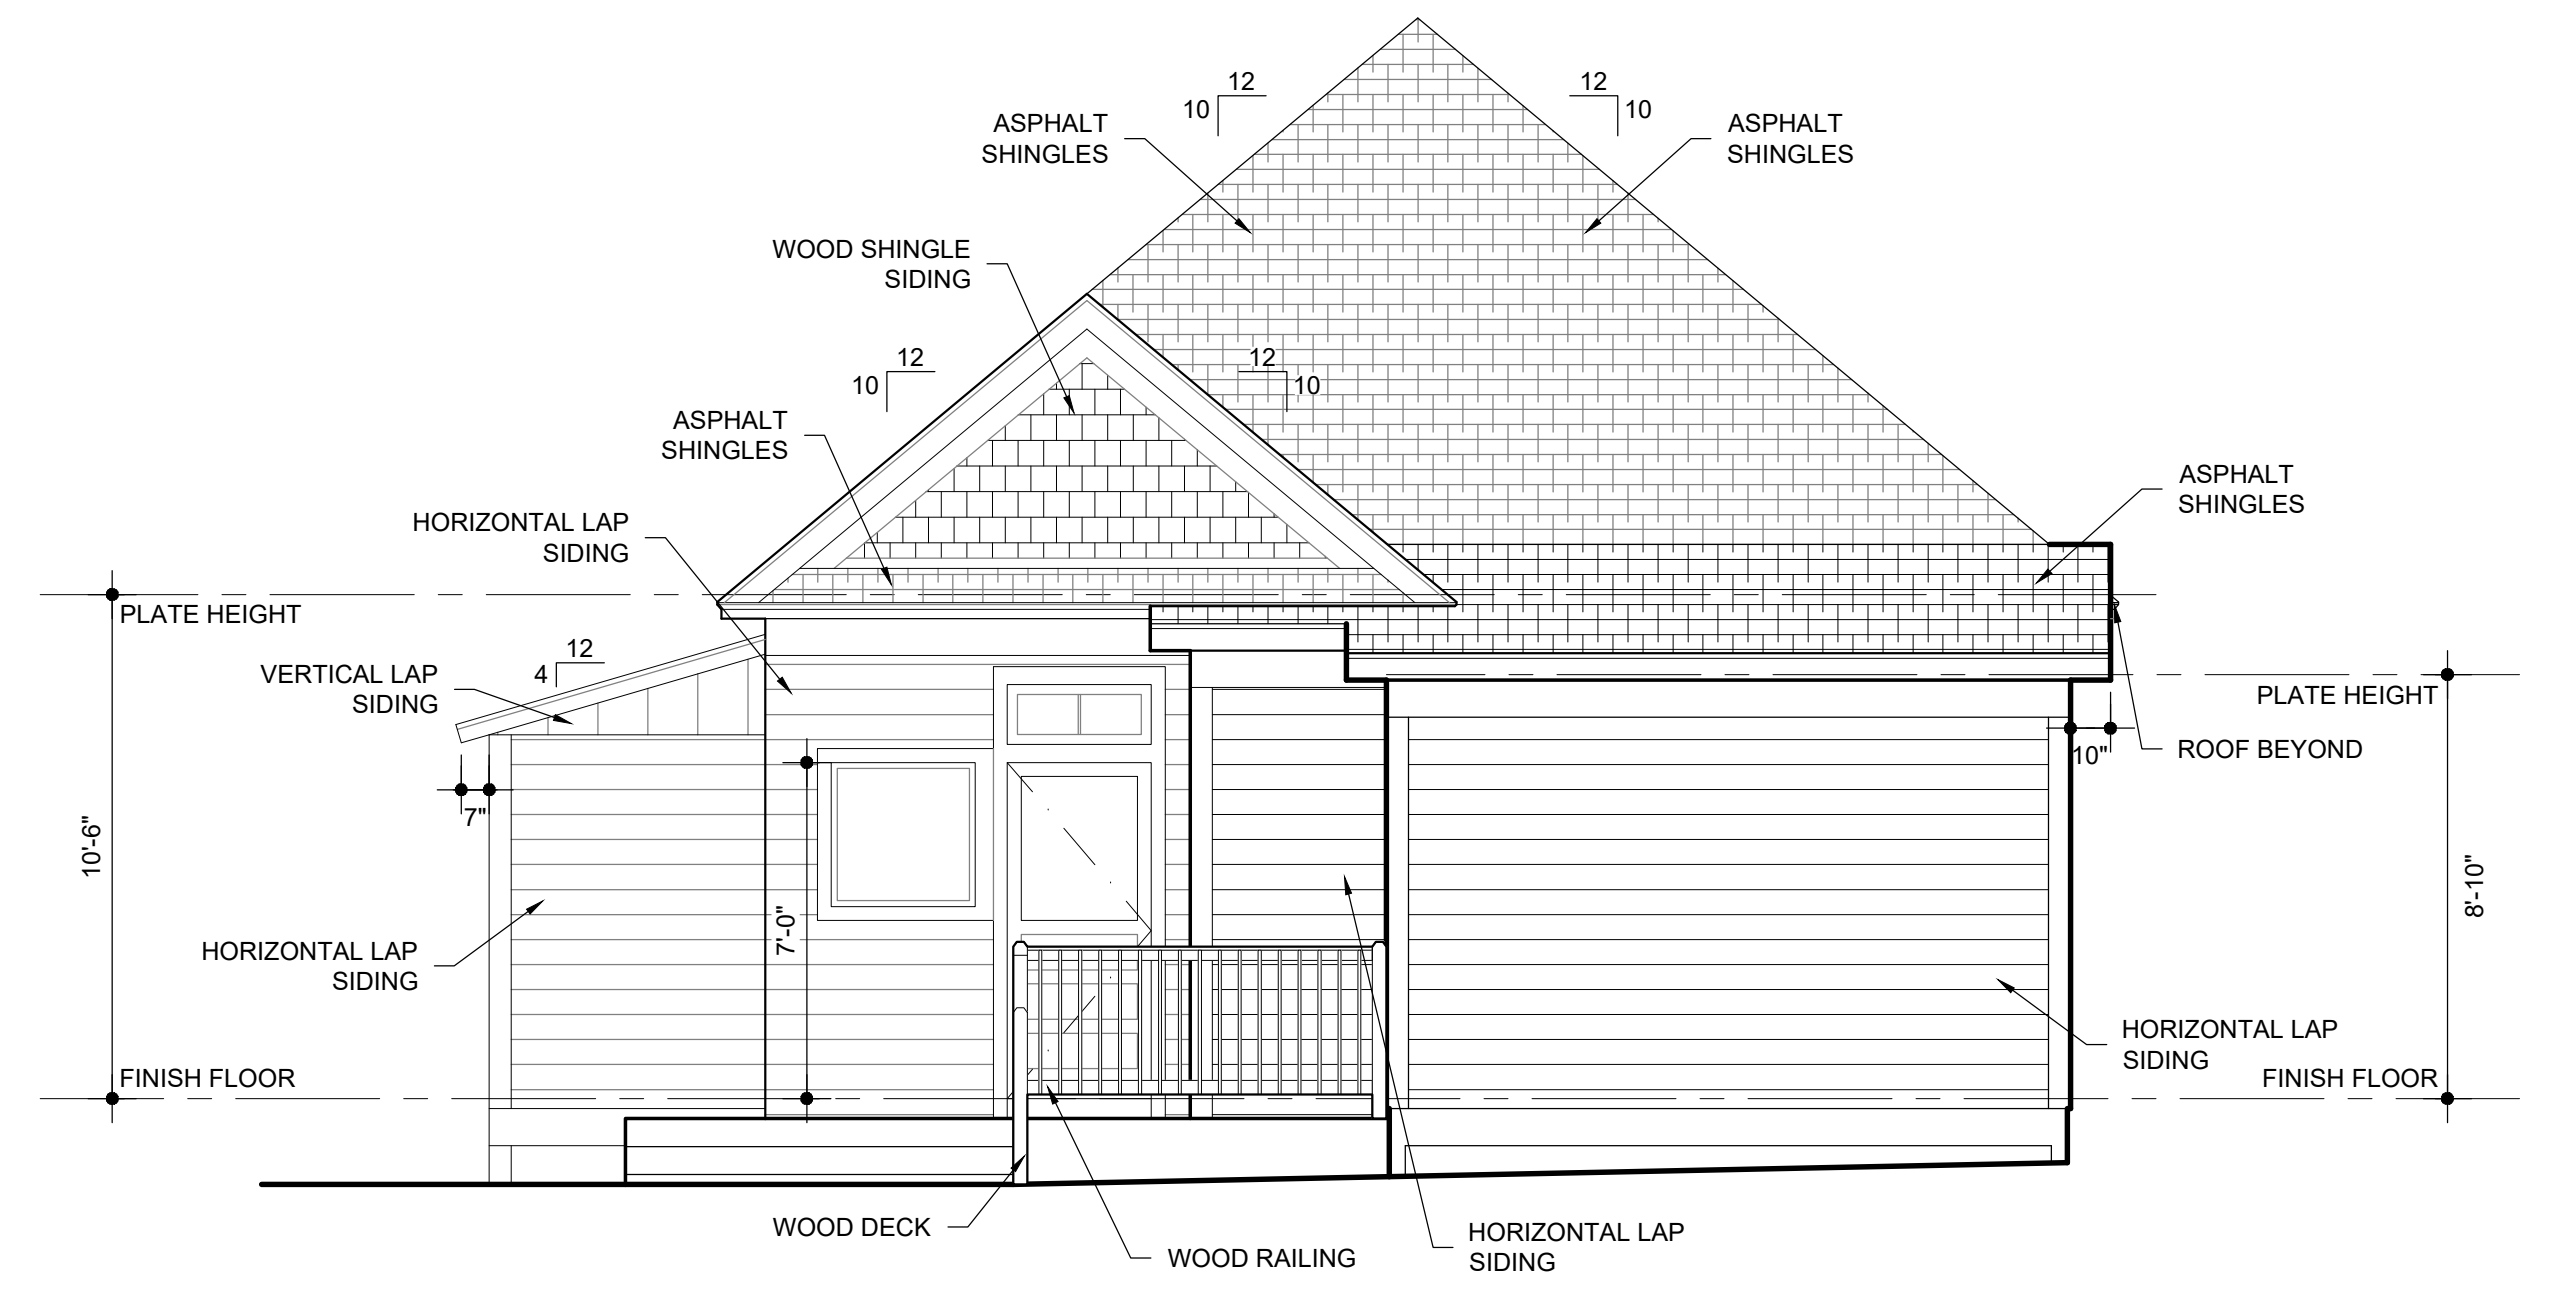 12
10
12
10
ASPHALT
SHINGLES
ASPHALT
SHINGLES
WOOD SHINGLE
SIDING
12
10
12
10
ASPHALT
SHINGLES
ASPHALT
SHINGLES
HORIZONTAL LAP
SIDING
PLATE HEIGHT
12
4
VERTICAL LAP
SIDING
PLATE HEIGHT
10"
ROOF BEYOND
7"
10'-6"
7'-0"
8'-10"
HORIZONTAL LAP
SIDING
HORIZONTAL LAP
SIDING
FINISH FLOOR
FINISH FLOOR
WOOD DECK
WOOD RAILING
HORIZONTAL LAP
SIDING